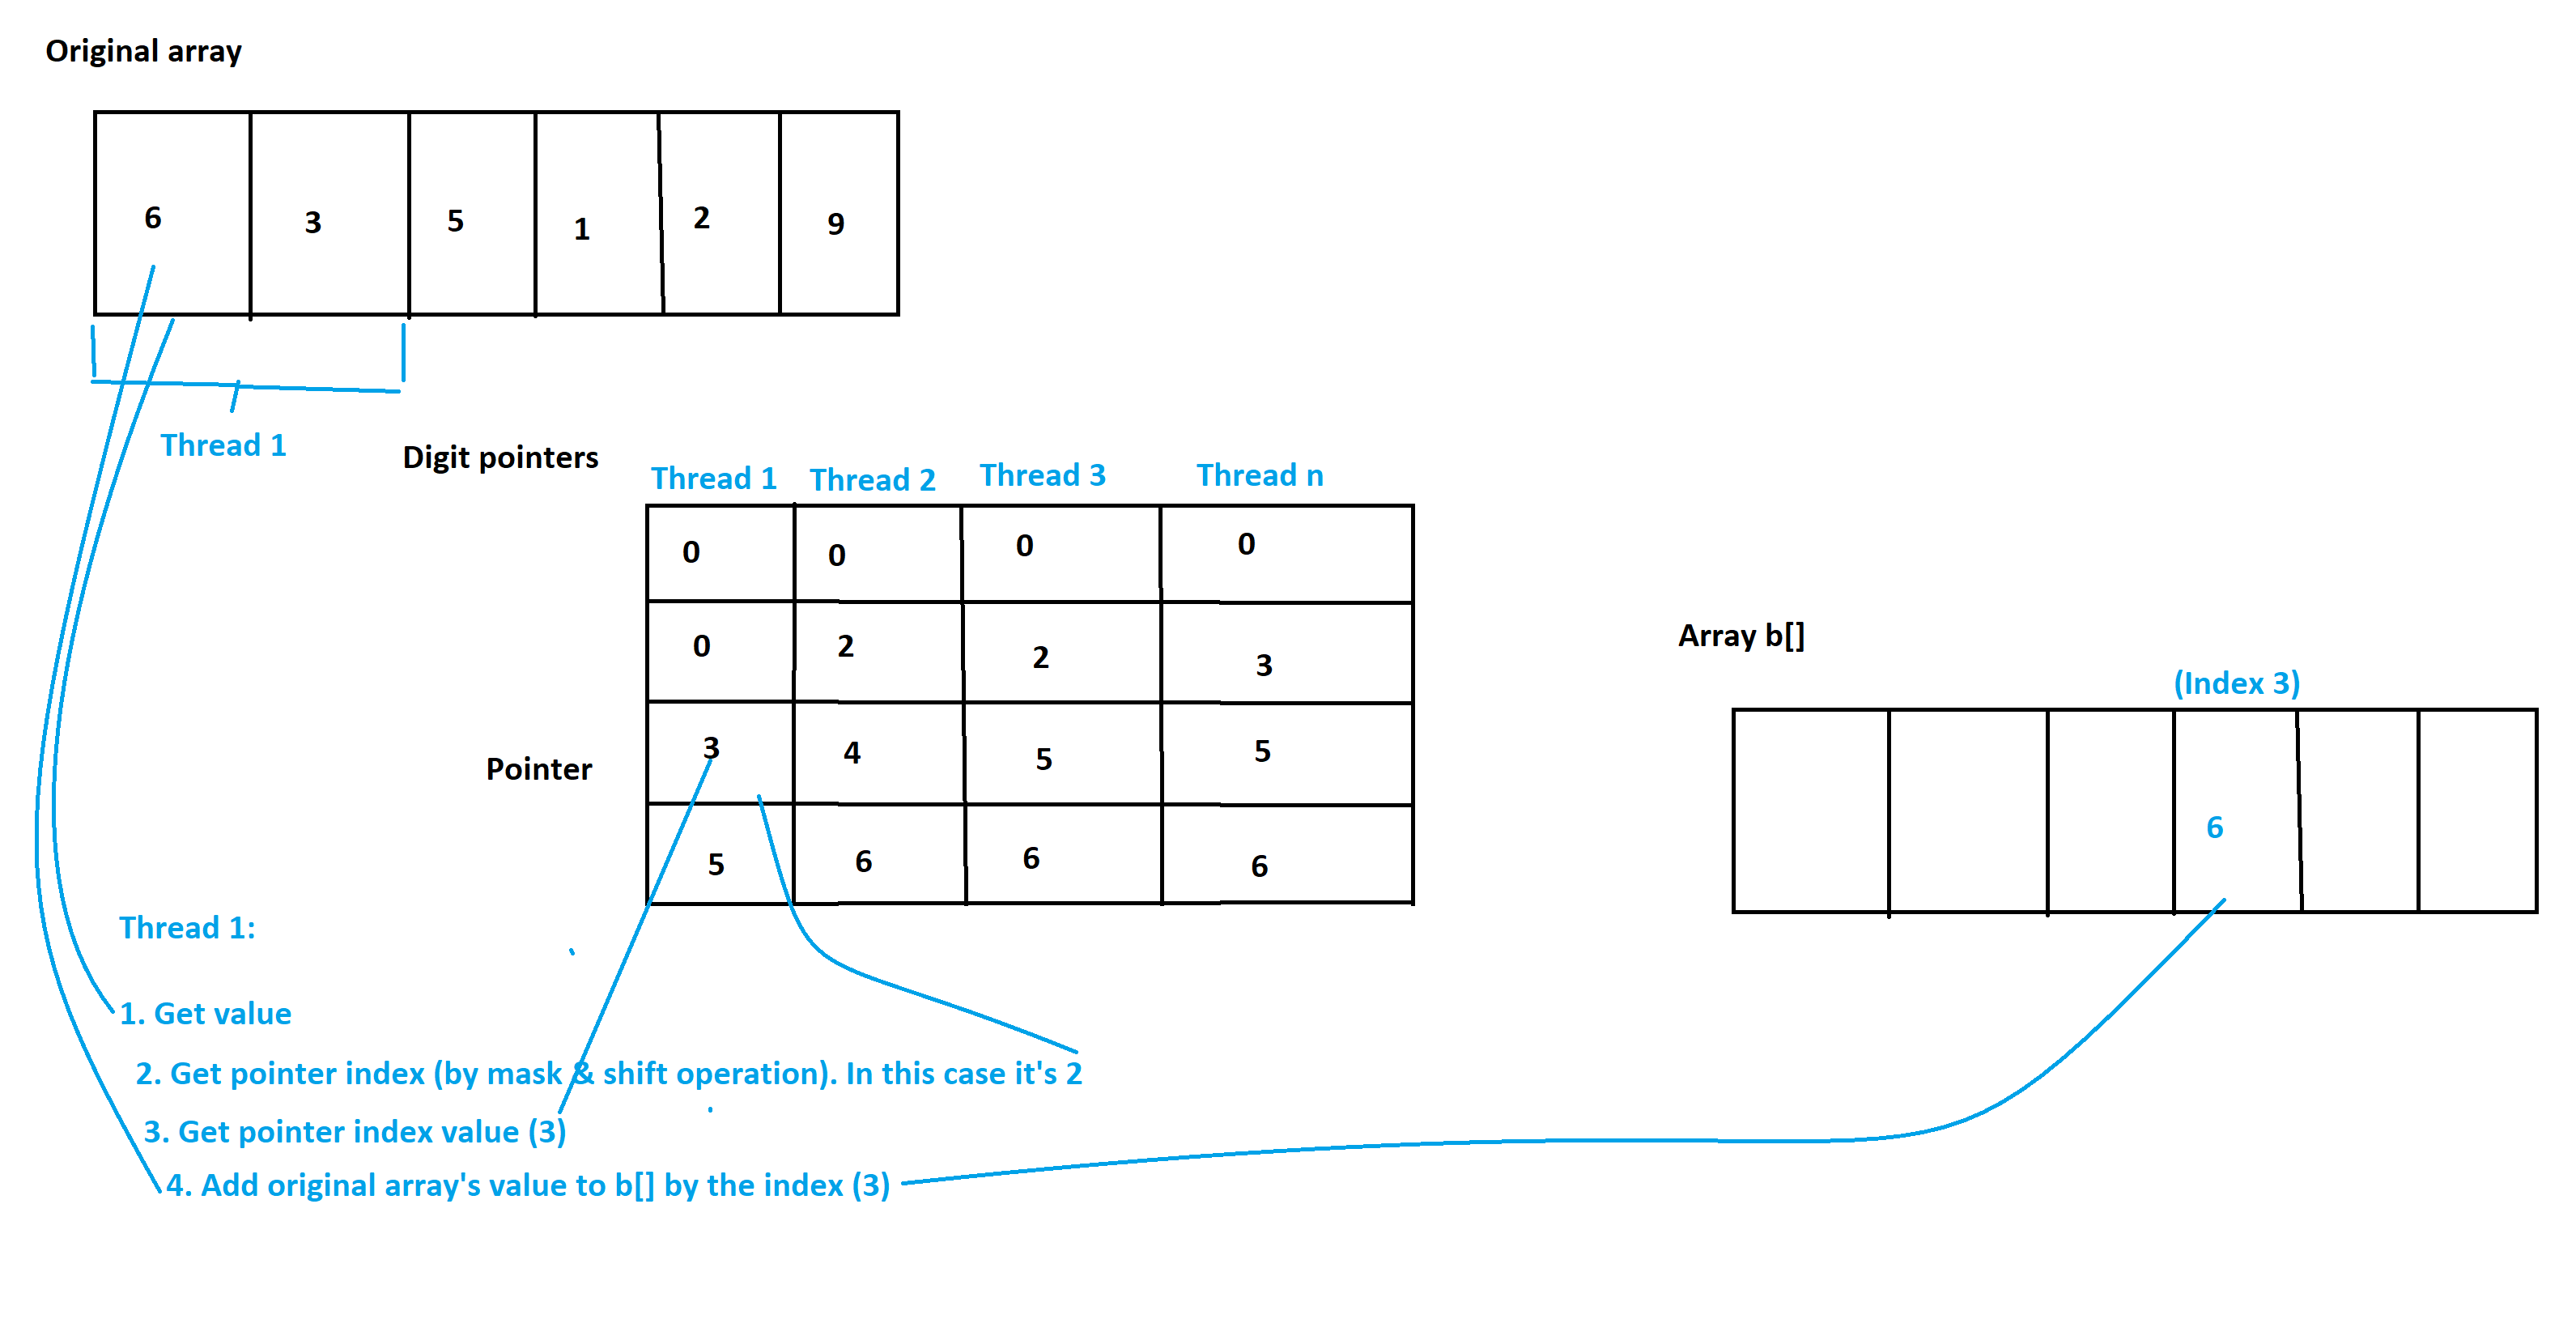 Original array
6 3 5 1 2 9
Thread 1
Digit pointers
Thread 1 Thread 2 Thread 3 Thread n
0 0 0 0
0 2 2 3
Pointer
3 4 5 5
5 6 6 6
Array b[]
(Index 3)
6
Thread 1:
1. Get value
2. Get pointer index (by mask & shift operation). In this case it's 2
3. Get pointer index value (3)
4. Add original array's value to b[] by the index (3)